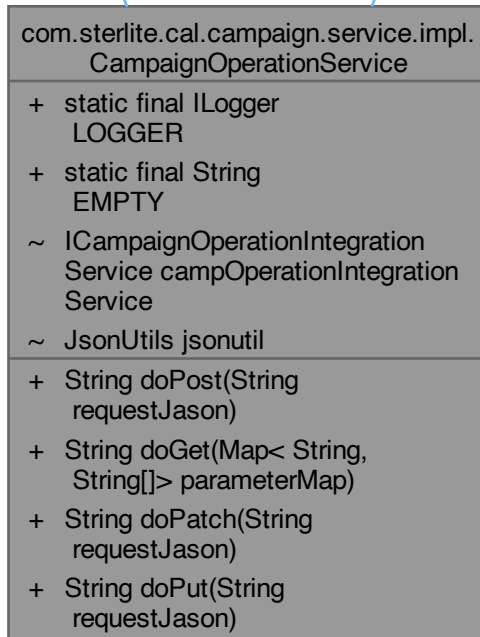 com.sterlite.cal.campaign.service.impl.
CampaignOperationService
+ static final ILogger
LOGGER
+ static final String
EMPTY
~ ICampaignOperationIntegration
Service campOperationIntegration
Service
~ JsonUtils jsonutil
+ String doPost(String
requestJason)
+ String doGet(Map< String,
String[]> parameterMap)
+ String doPatch(String
requestJason)
+ String doPut(String
requestJason)